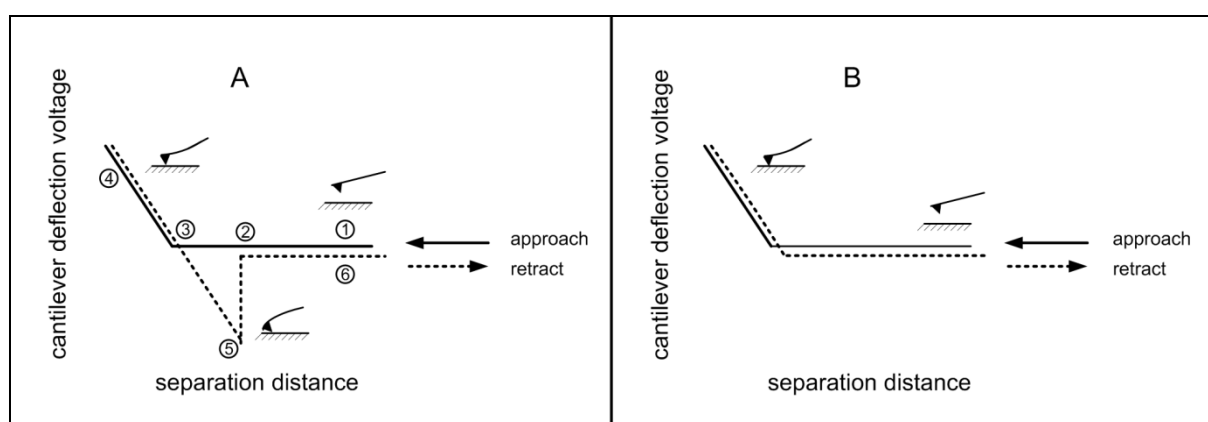 A
cantilever deflection voltage
④
③
②
①
approach
retract
⑥
⑤
separation distance
B
cantilever deflection voltage
approach
retract
separation distance